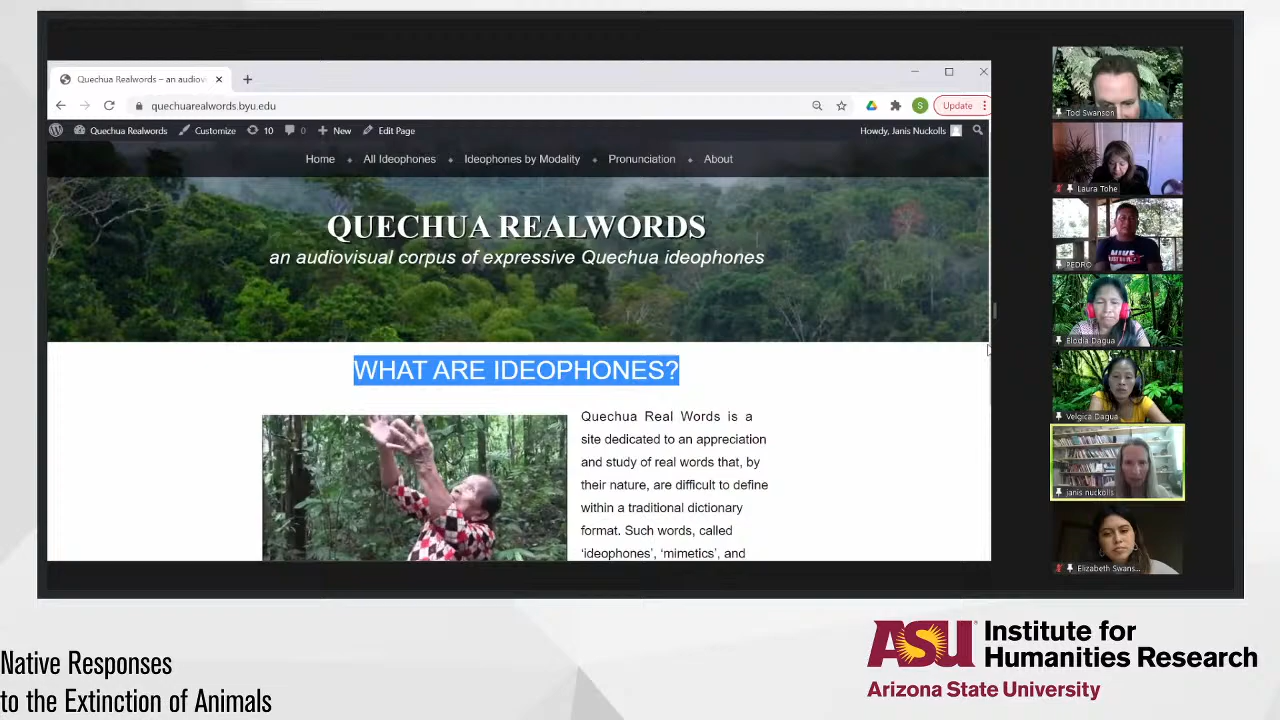 Quechua Realwords – an audiov
quechuarealwords.byu.edu
Update
Quechua Realwords
Customize
10
0
New
Edit Page
Howdy, Janis Nuckolls
Home
All Ideophones
Ideophones by Modality
Pronunciation
About
QUECHUA REALWORDS
an audiovisual corpus of expressive Quechua ideophones
WHAT ARE IDEOPHONES?
Quechua Real Words is a
site dedicated to an appreciation
and study of real words that, by
their nature, are difficult to define
within a traditional dictionary
format. Such words, called
‘ideophones’, ‘mimetics’, and
Tod Swanson
Laura Tohe
NIKE
PEDRO
Elodia Dagua
Velgica Dagua
janis nuckolls
Elizabeth Swans...
S
Native Responses
to the Extinction of Animals
ASU
Institute for
Humanities Research
Arizona State University